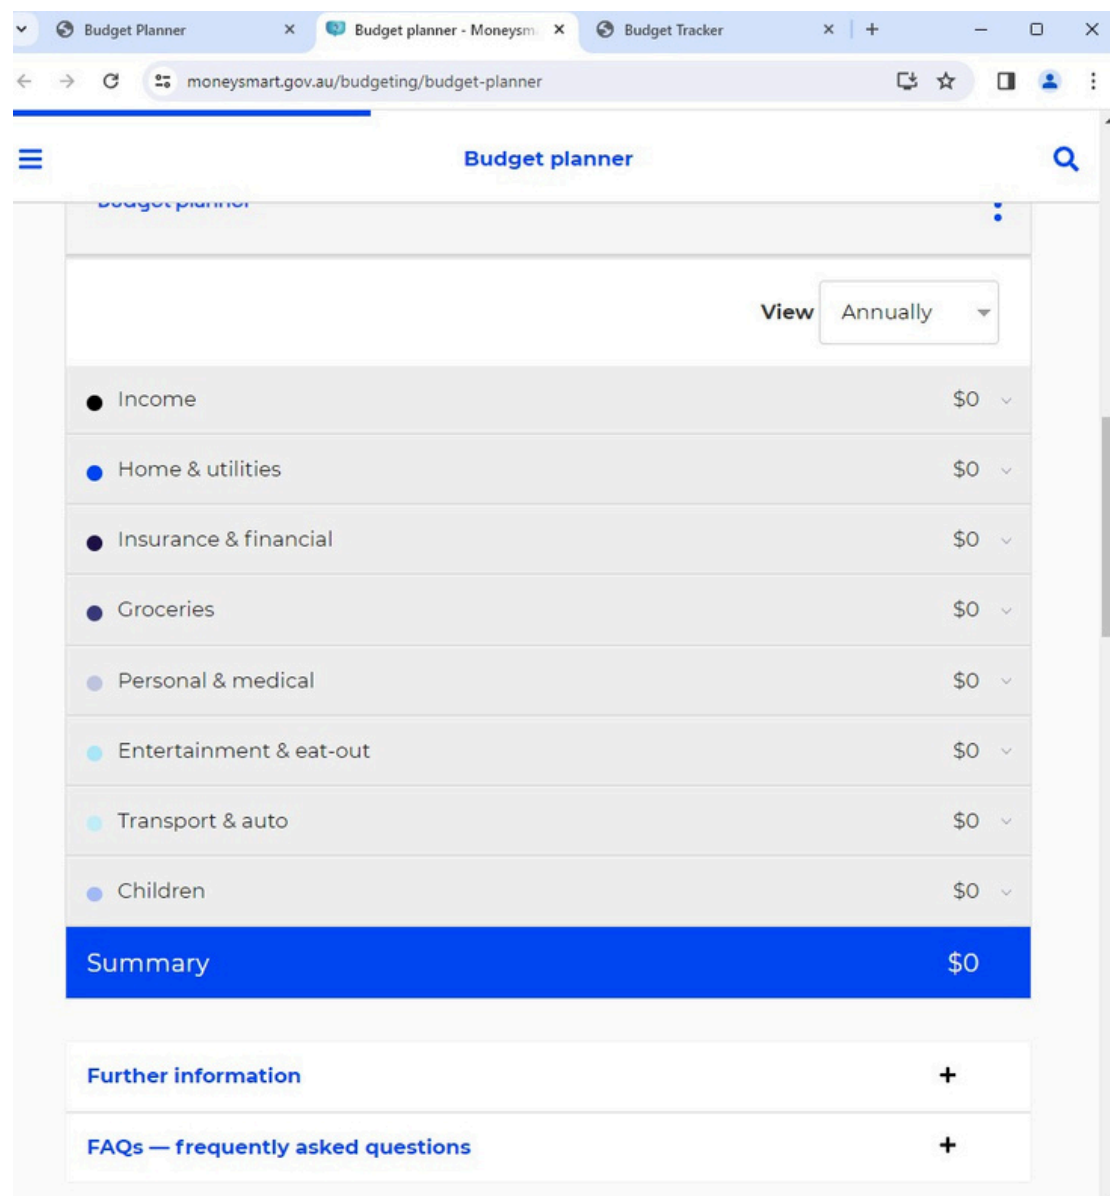 Budget Planner
Budget planner - Moneysm
Budget Tracker
moneysmart.gov.au/budgeting/budget-planner
Budget planner
Budget planner
View Annually
Income $0
Home & utilities $0
Insurance & financial $0
Groceries $0
Personal & medical $0
Entertainment & eat-out $0
Transport & auto $0
Children $0
Summary $0
Further information +
FAQs — frequently asked questions +